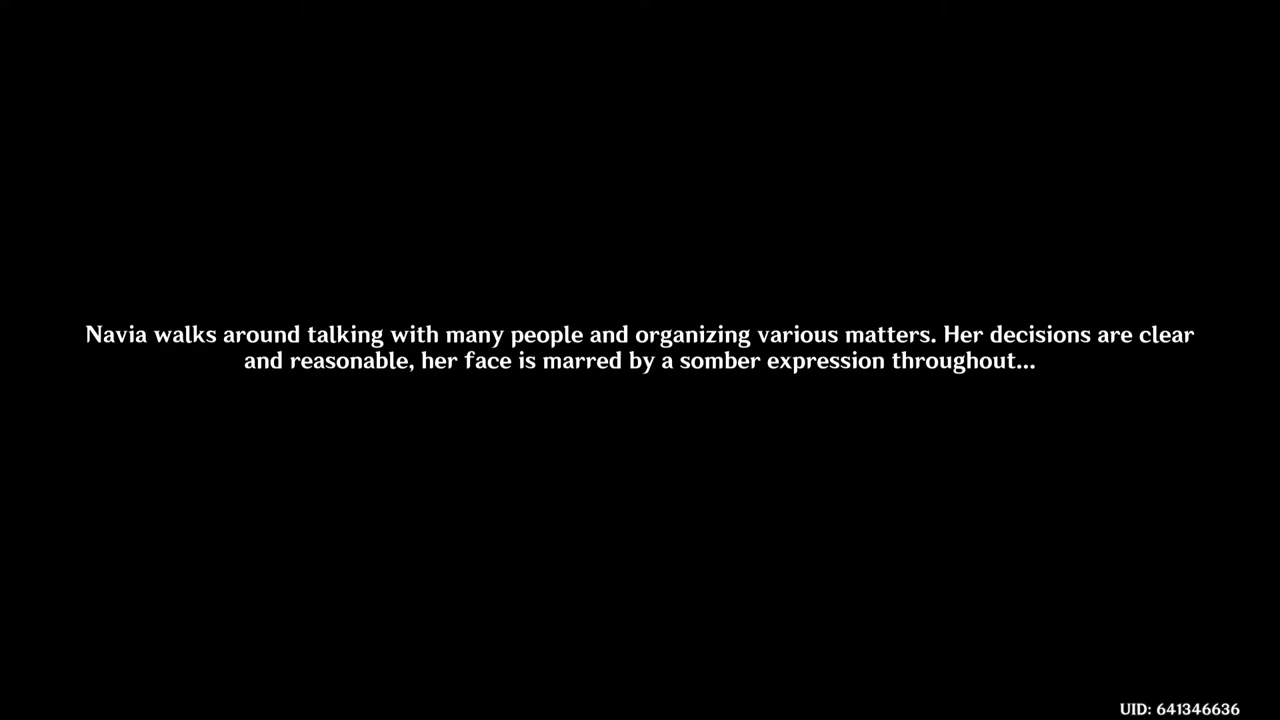 Navia walks around talking with many people and organizing various matters. Her decisions are clear
and reasonable, her face is marred by a somber expression throughout...
UID: 641346636